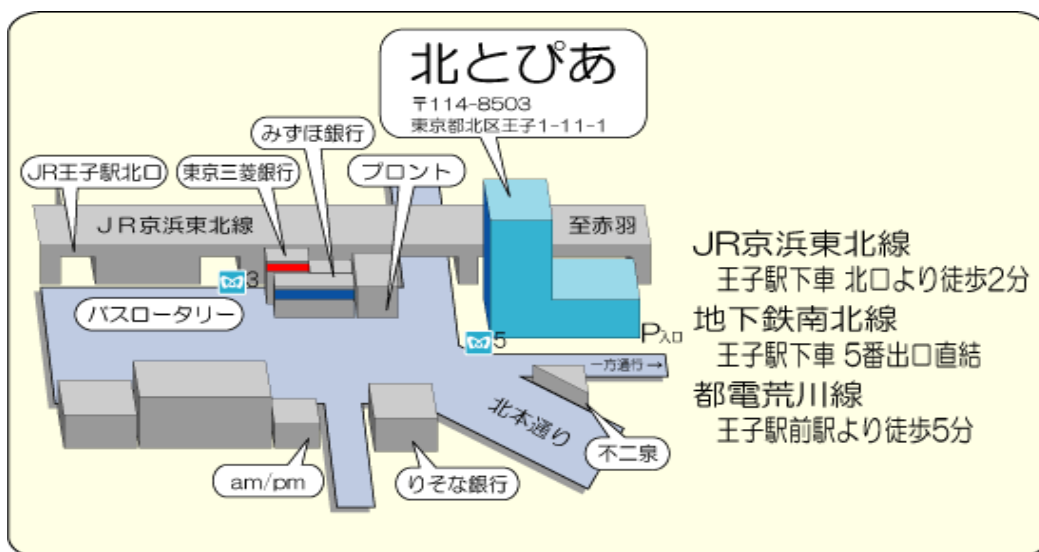 北とぴあ
〒114-8503
東京都北区王子1-11-1
みずほ銀行
JR王子駅北口
東京三菱銀行
プロント
JR京浜東北線
至赤羽
3
バスロータリー
5
P入口
一方通行→
北本通り
不二泉
am/pm
りそな銀行
JR京浜東北線
王子駅下車 北口より徒歩2分
地下鉄南北線
王子駅下車 5番出口直結
都電荒川線
王子駅前駅より徒歩5分